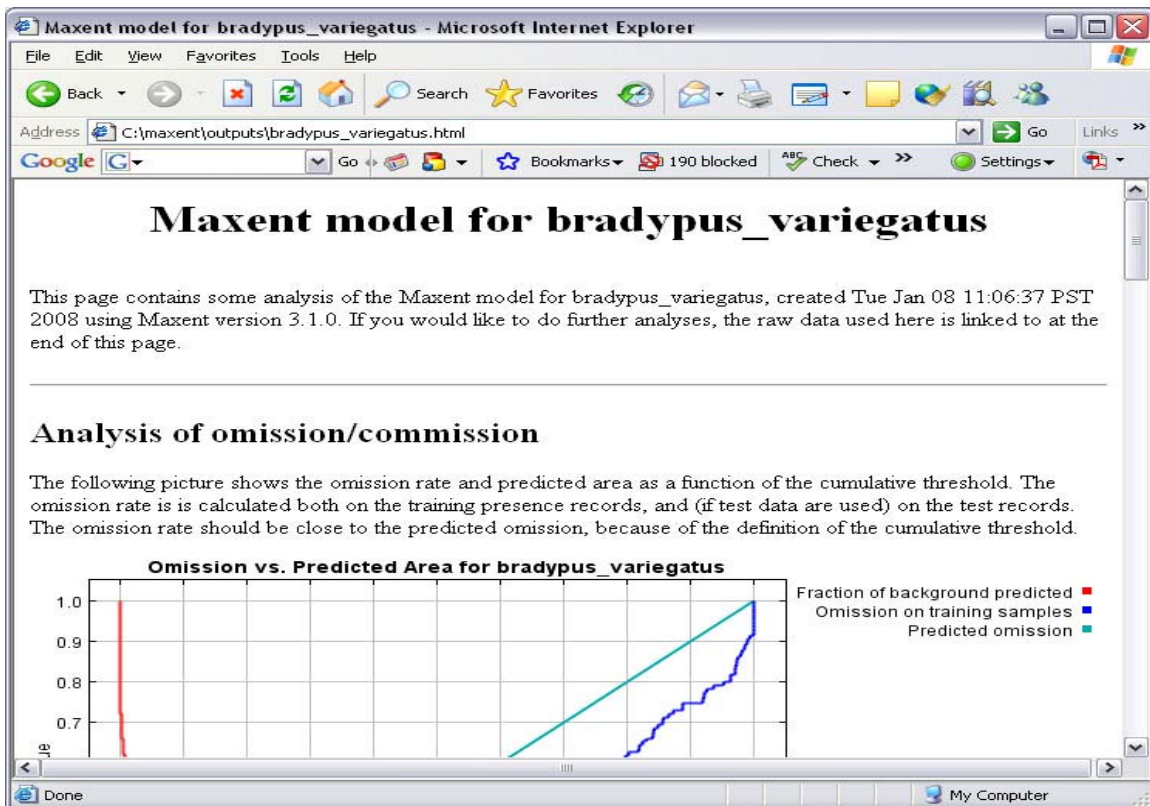 Maxent model for bradypus_variegatus - Microsoft Internet Explorer
File Edit View Favorites Tools Help
Back Search Favorites
Address C:\maxent\outputs\bradypus_variegatus.html Go Links »
Google G Go Bookmarks 190 blocked ABC Check » Settings
Maxent model for bradypus_variegatus
This page contains some analysis of the Maxent model for bradypus_variegatus, created Tue Jan 08 11:06:37 PST
2008 using Maxent version 3.1.0. If you would like to do further analyses, the raw data used here is linked to at the
end of this page.
Analysis of omission/commission
The following picture shows the omission rate and predicted area as a function of the cumulative threshold. The
omission rate is is calculated both on the training presence records, and (if test data are used) on the test records.
The omission rate should be close to the predicted omission, because of the definition of the cumulative threshold.
Omission vs. Predicted Area for bradypus_variegatus
Fraction of background predicted
Omission on training samples
Predicted omission
1.0
0.9
0.8
0.7
Done My Computer